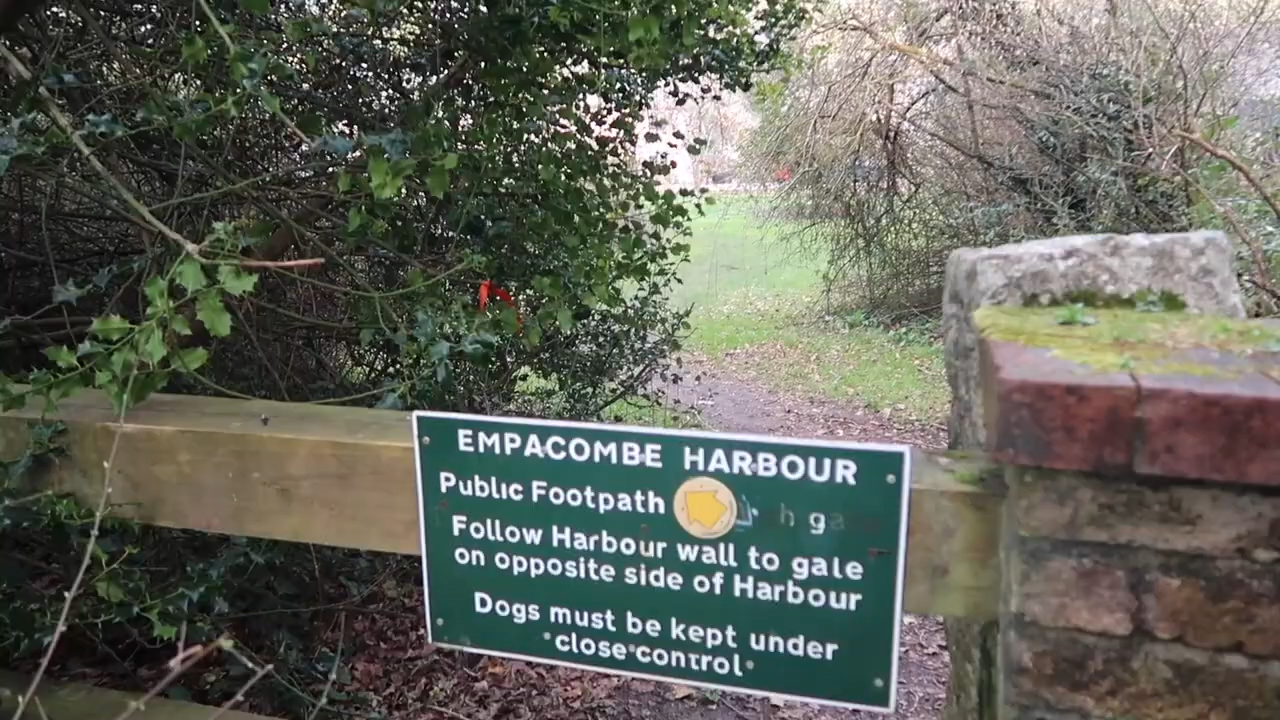 EMPACOMBE HARBOUR
Public Footpath
Follow Harbour wall to gale
on opposite side of Harbour
Dogs must be kept under
close control